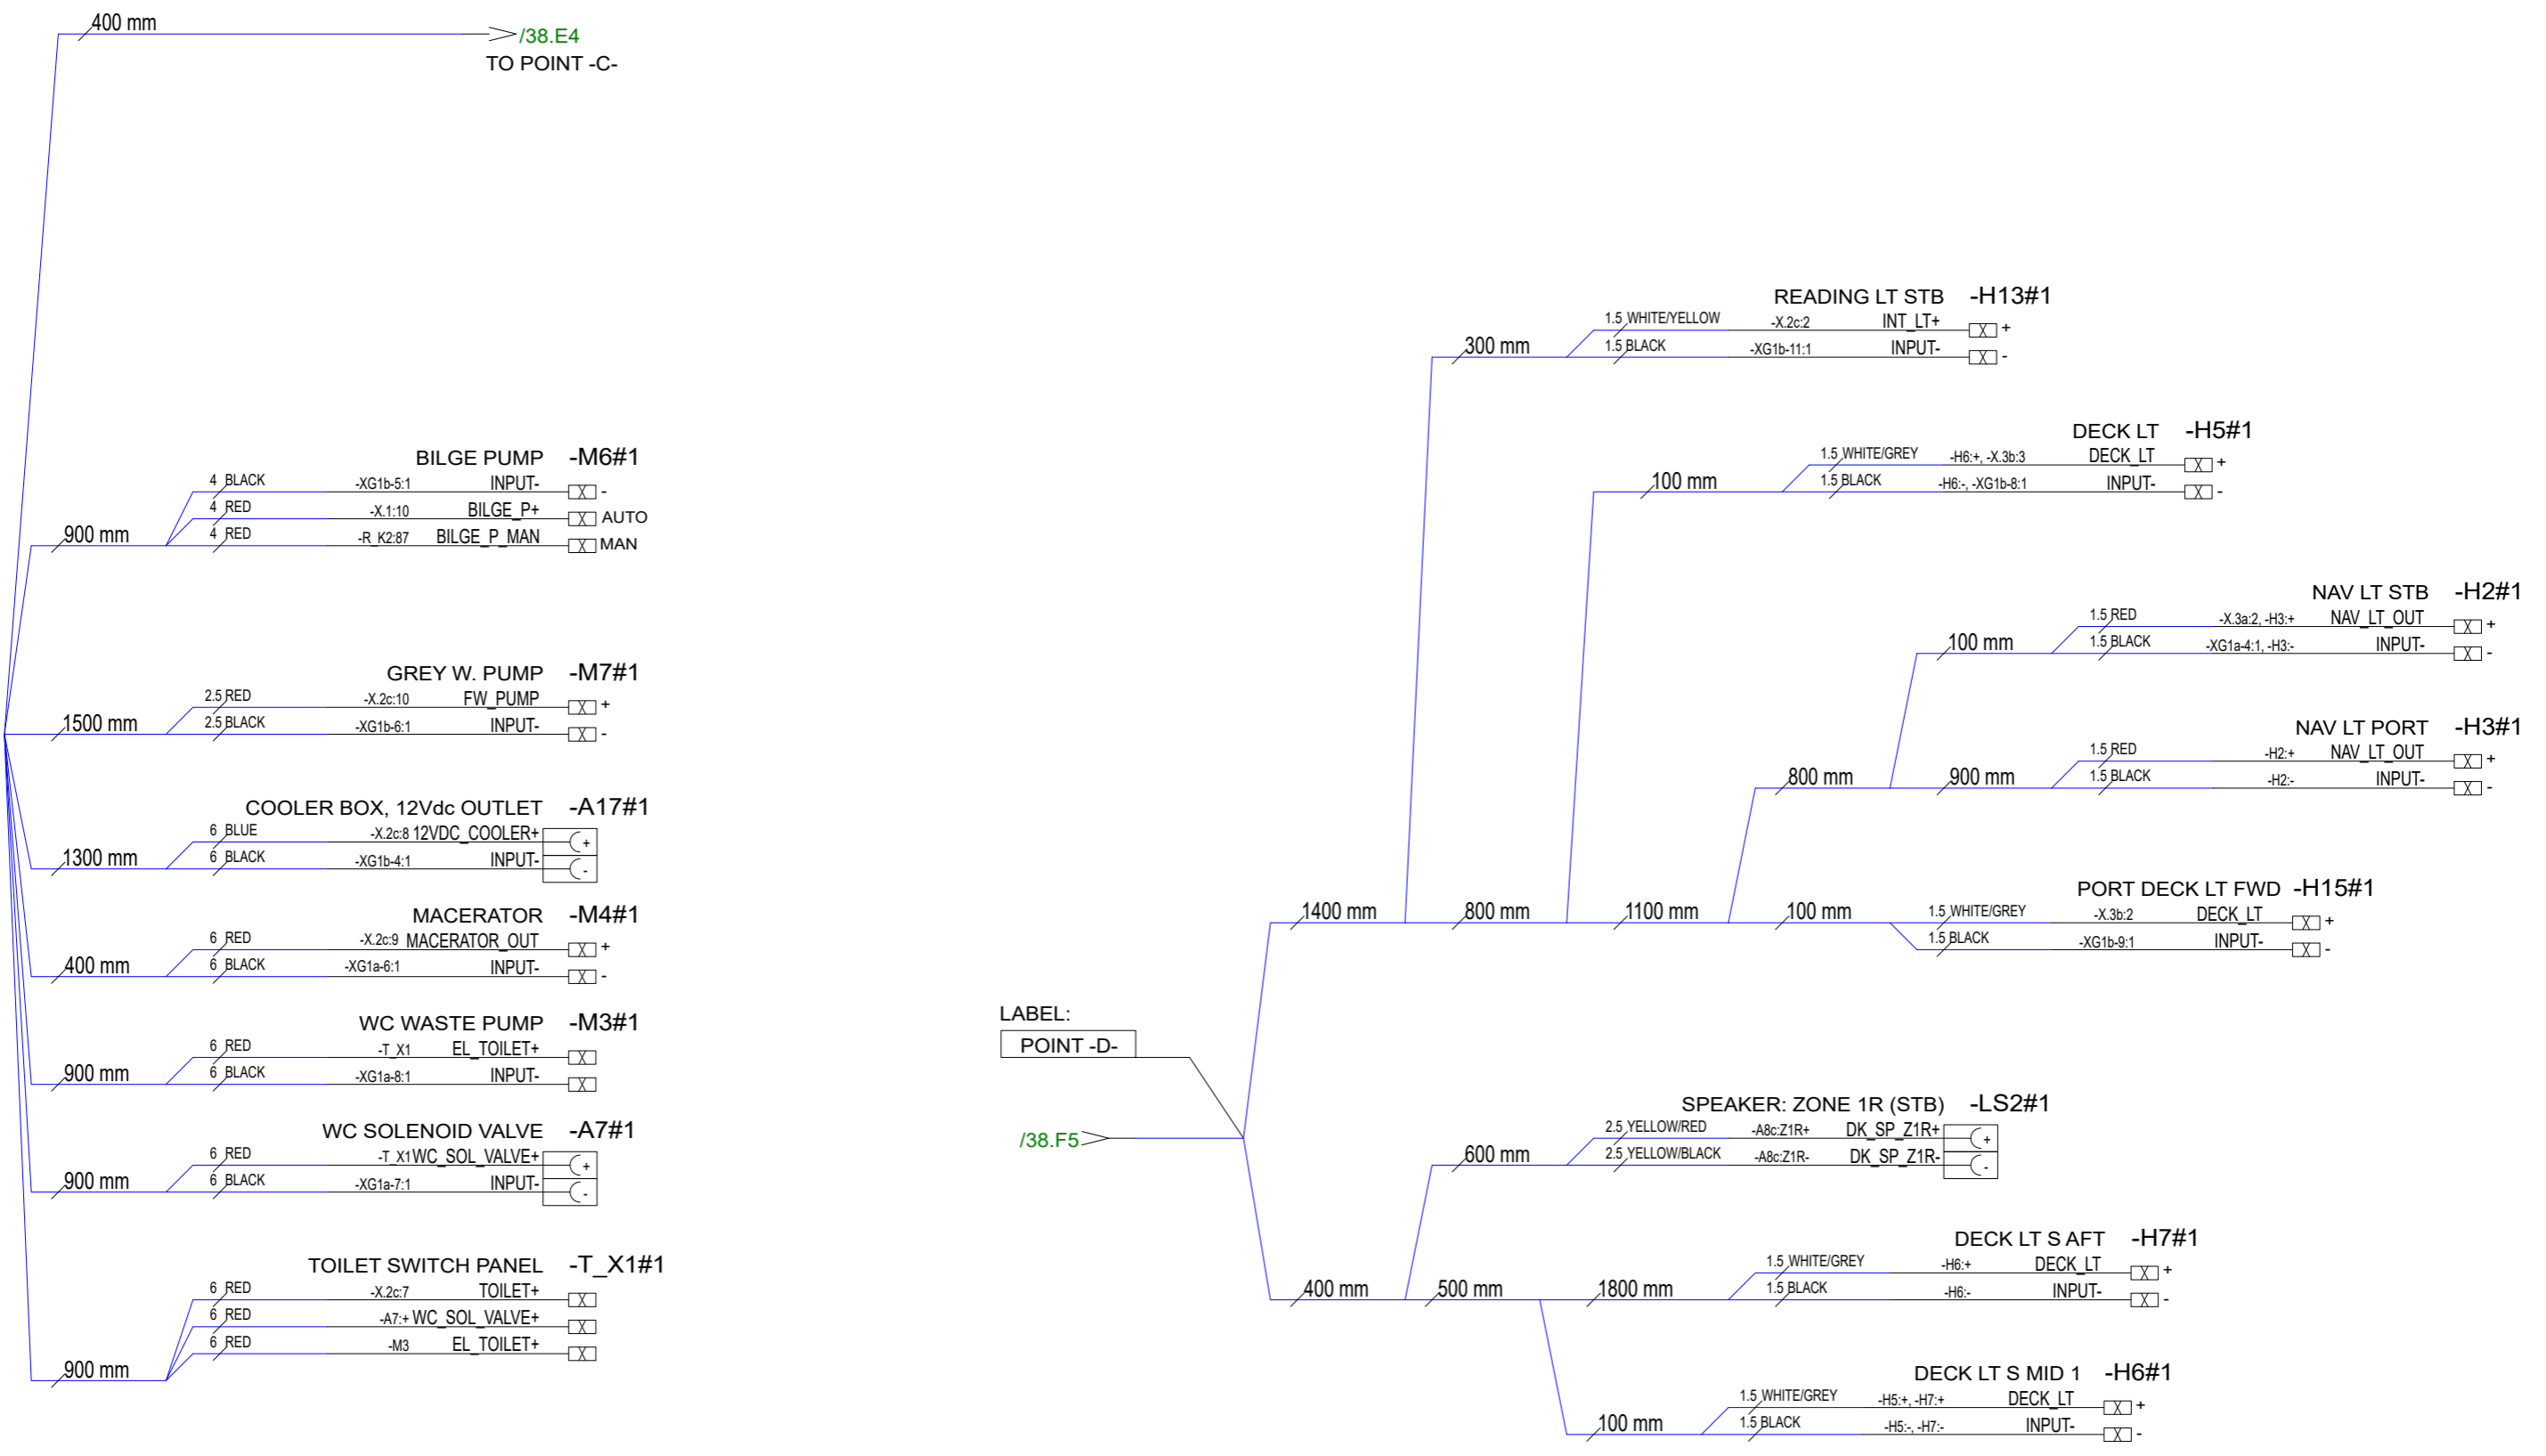 400 mm
/38.E4
TO POINT -C-
BILGE PUMP -M6#1
4 BLACK -XG1b-5:1 INPUT- X -
4 RED -X.1:10 BILGE_P+ X AUTO
900 mm 4 RED -R_K2:87 BILGE_P_MAN X MAN
GREY W. PUMP -M7#1
2.5 RED -X.2c:10 FW_PUMP X +
1500 mm 2.5 BLACK -XG1b-6:1 INPUT- X -
COOLER BOX, 12Vdc OUTLET -A17#1
6 BLUE -X.2c:8 12VDC_COOLER+ +
1300 mm 6 BLACK -XG1b-4:1 INPUT- -
MACERATOR -M4#1
6 RED -X.2c:9 MACERATOR_OUT X +
400 mm 6 BLACK -XG1a-6:1 INPUT- X -
WC WASTE PUMP -M3#1
6 RED -T_X1 EL_TOILET+ X
900 mm 6 BLACK -XG1a-8:1 INPUT- X
WC SOLENOID VALVE -A7#1
6 RED -T_X1 WC_SOL_VALVE+ +
900 mm 6 BLACK -XG1a-7:1 INPUT- -
TOILET SWITCH PANEL -T_X1#1
6 RED -X.2c:7 TOILET+ X
6 RED -A7:+ WC_SOL_VALVE+ X
6 RED -M3 EL_TOILET+ X
900 mm
READING LT STB -H13#1
1.5 WHITE/YELLOW -X.2c:2 INT_LT+ X +
300 mm 1.5 BLACK -XG1b-11:1 INPUT- X -
DECK LT -H5#1
1.5 WHITE/GREY -H6:+, -X.3b:3 DECK_LT X +
100 mm 1.5 BLACK -H6:-, -XG1b-8:1 INPUT- X -
NAV LT STB -H2#1
1.5 RED -X.3a:2, -H3:+ NAV_LT_OUT X +
100 mm 1.5 BLACK -XG1a-4:1, -H3:- INPUT- X -
NAV LT PORT -H3#1
1.5 RED -H2:+ NAV_LT_OUT X +
800 mm 900 mm 1.5 BLACK -H2:- INPUT- X -
PORT DECK LT FWD -H15#1
1400 mm 800 mm 1100 mm 100 mm 1.5 WHITE/GREY -X.3b:2 DECK_LT X +
1.5 BLACK -XG1b-9:1 INPUT- X -
LABEL:
POINT -D-
/38.F5
SPEAKER: ZONE 1R (STB) -LS2#1
2.5 YELLOW/RED -A8c:Z1R+ DK_SP_Z1R+ +
600 mm 2.5 YELLOW/BLACK -A8c:Z1R- DK_SP_Z1R- -
DECK LT S AFT -H7#1
1.5 WHITE/GREY -H6:+ DECK_LT X +
400 mm 500 mm 1800 mm 1.5 BLACK -H6:- INPUT- X -
DECK LT S MID 1 -H6#1
1.5 WHITE/GREY -H5:+, -H7:+ DECK_LT X +
100 mm 1.5 BLACK -H5:-, -H7:- INPUT- X -